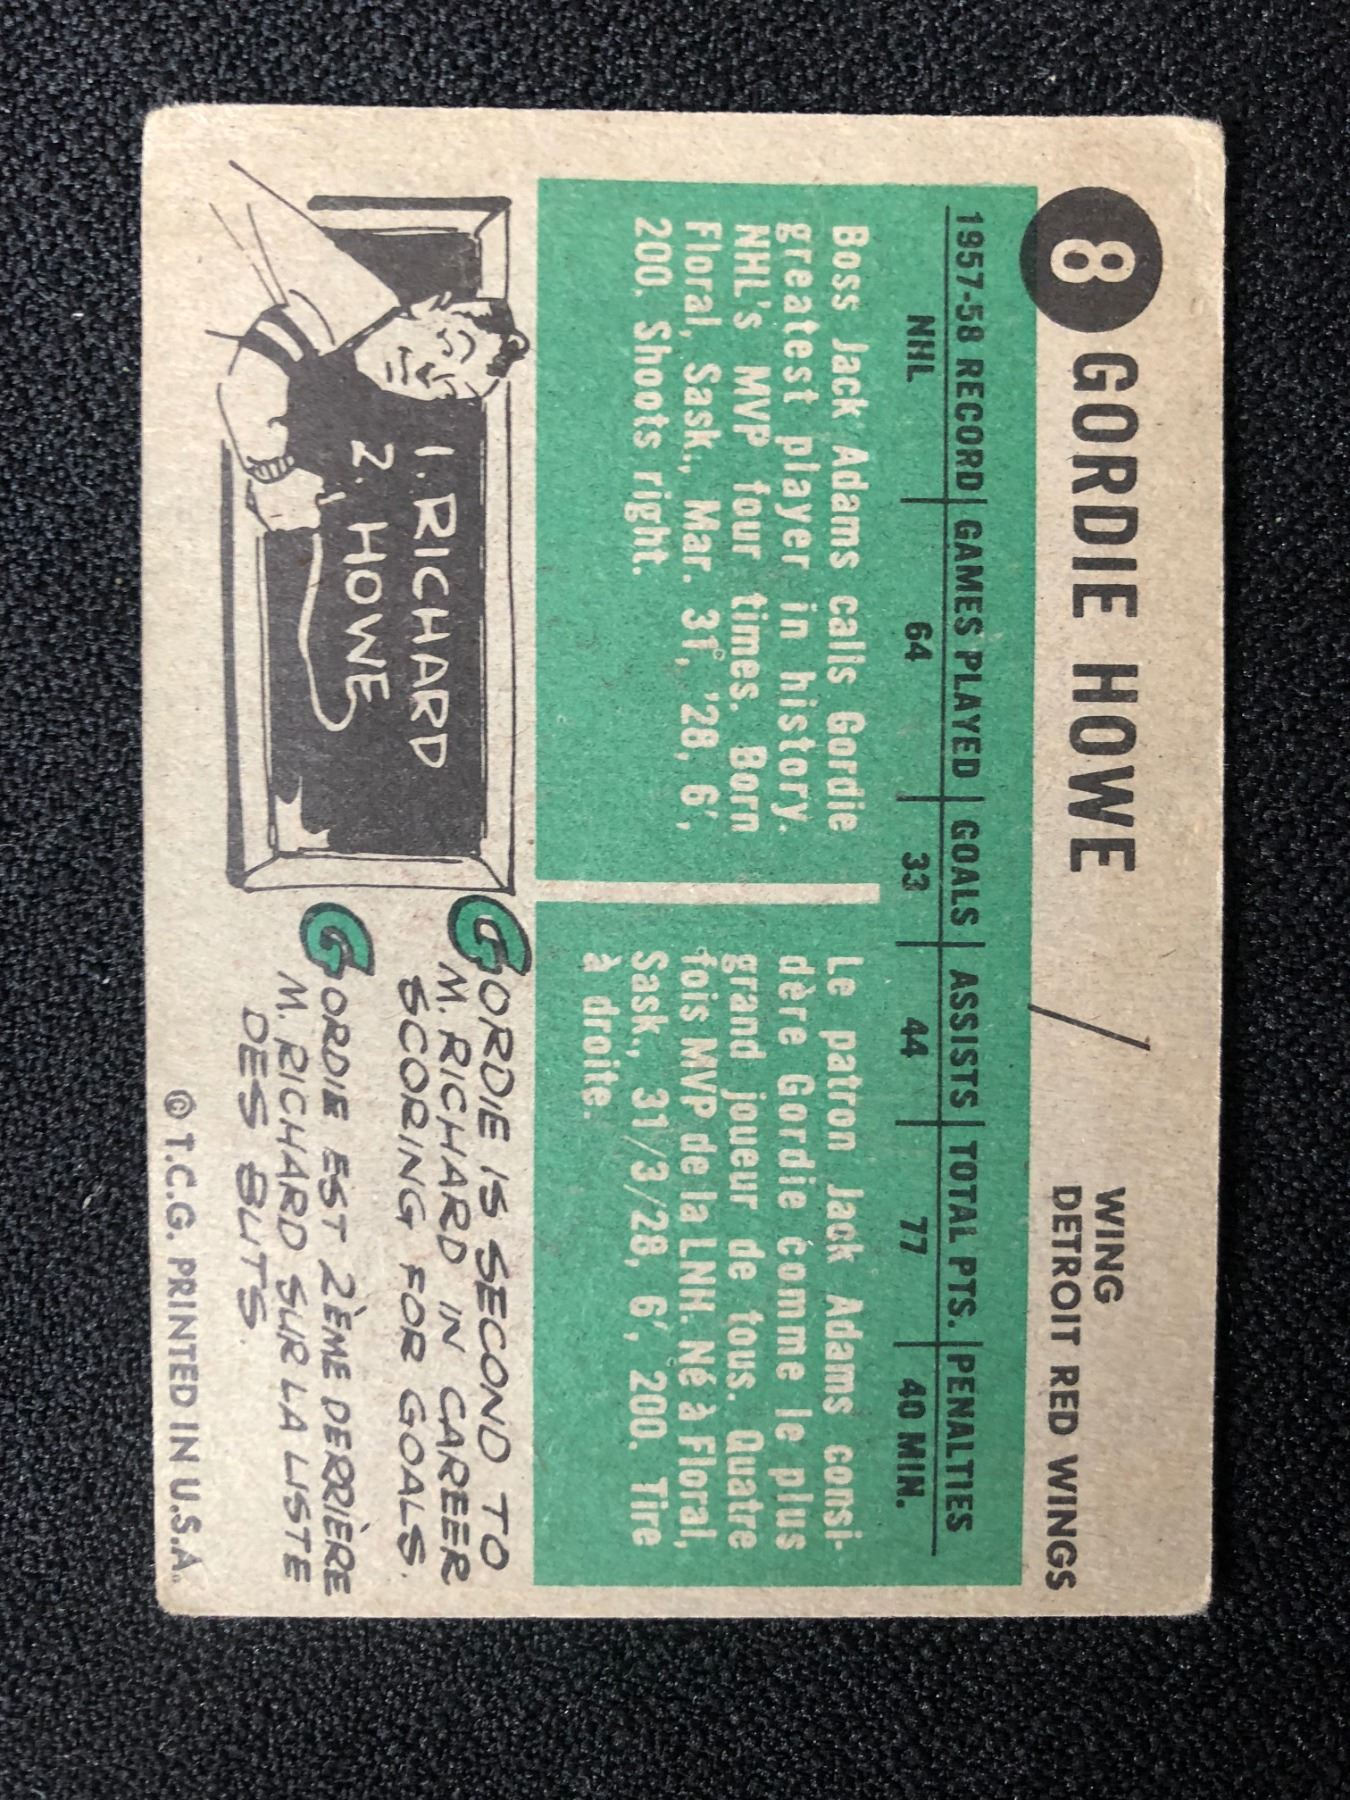 8 GORDIE HOWE
WING
DETROIT RED WINGS
1957-58 RECORD GAMES PLAYED GOALS ASSISTS TOTAL PTS. PENALTIES
NHL 64 33 44 77 40 MIN.
Boss Jack Adams calls Gordie
greatest player in history.
NHL's MVP four times. Born
Floral, Sask., Mar. 31, '28, 6',
200. Shoots right.
Le patron Jack Adams consi-
dère Gordie comme le plus
grand joueur de tous. Quatre
fois MVP de la LNH. Né à Floral,
Sask., 31/3/28, 6', 200. Tire
à droite.
1. RICHARD
2. HOWE
GORDIE IS SECOND TO
M. RICHARD IN CAREER
SCORING FOR GOALS.
GORDIE EST 2ÈME DERRIÈRE
M. RICHARD SUR LA LISTE
DES BUTS.
© T.C.G. PRINTED IN U.S.A.